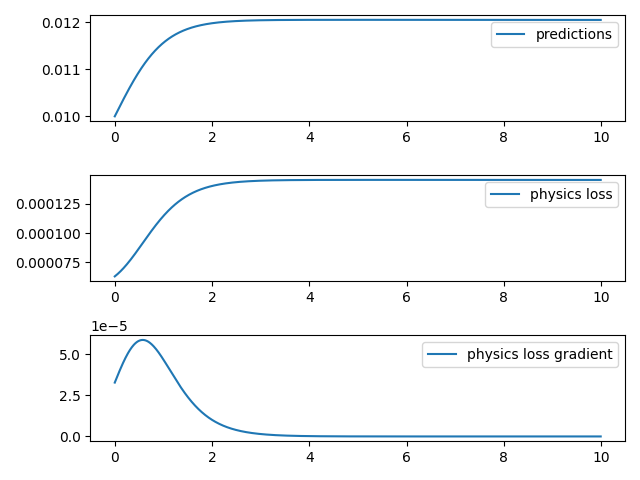 0.012
predictions
0.011
0.010
0 2 4 6 8 10
physics loss
0.000125
0.000100
0.000075
0 2 4 6 8 10
1e−5
5.0
physics loss gradient
2.5
0.0
0 2 4 6 8 10